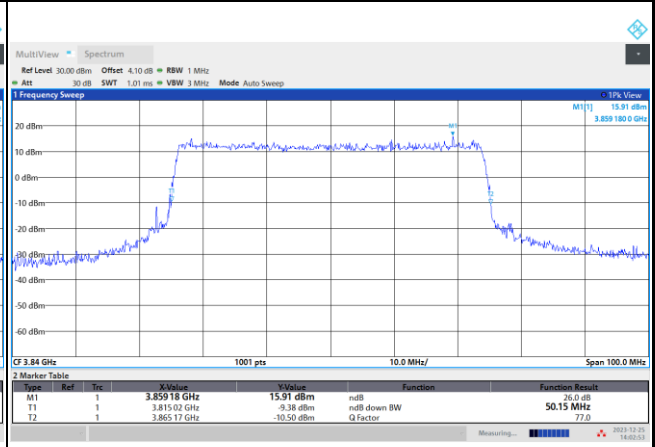 MultiView Spectrum
Ref Level 30.00 dBm Offset 4.10 dB RBW 1 MHz
Att 30 dB SWT 1.01 ms VBW 3 MHz Mode Auto Sweep
1 Frequency Sweep 1Pk View
M1[1] 15.91 dBm
3.859 180 0 GHz
M1
20 dBm
10 dBm
0 dBm
T1
T2
-10 dBm
-20 dBm
-30 dBm
-40 dBm
-50 dBm
-60 dBm
CF 3.84 GHz 1001 pts 10.0 MHz/ Span 100.0 MHz
2 Marker Table
Type Ref Trc X-Value Y-Value Function Function Result
M1 1 3.85918 GHz 15.91 dBm ndB 26.0 dB
T1 1 3.81502 GHz -9.38 dBm ndB down BW 50.15 MHz
T2 1 3.86517 GHz -10.50 dBm Q Factor 77.0
Measuring... 2023-12-25
14:02:53